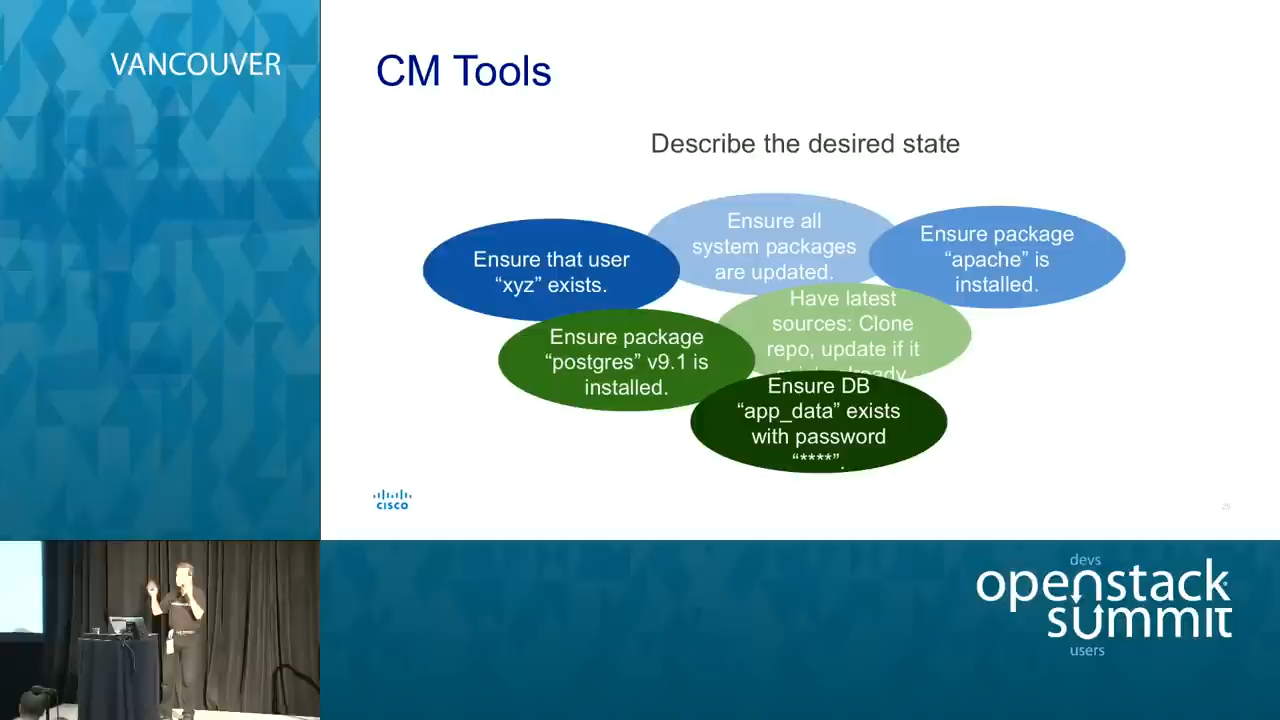 VANCOUVER
CM Tools
Describe the desired state
Ensure that user
“xyz” exists.
Ensure all
system packages
are updated.
Ensure package
“apache” is
installed.
Ensure package
“postgres” v9.1 is
installed.
Have latest
sources: Clone
repo, update if it
Ensure DB
“app_data” exists
with password
“****”.
CISCO
25
devs
openstack
summit
users